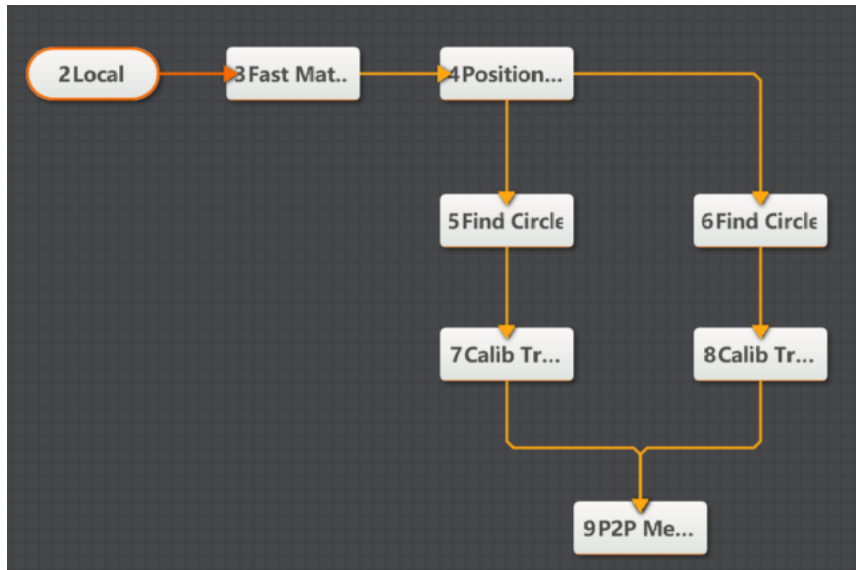 2Local
3Fast Mat..
4Position...
5Find Circle
6Find Circle
7Calib Tr...
8Calib Tr...
9P2P Me...